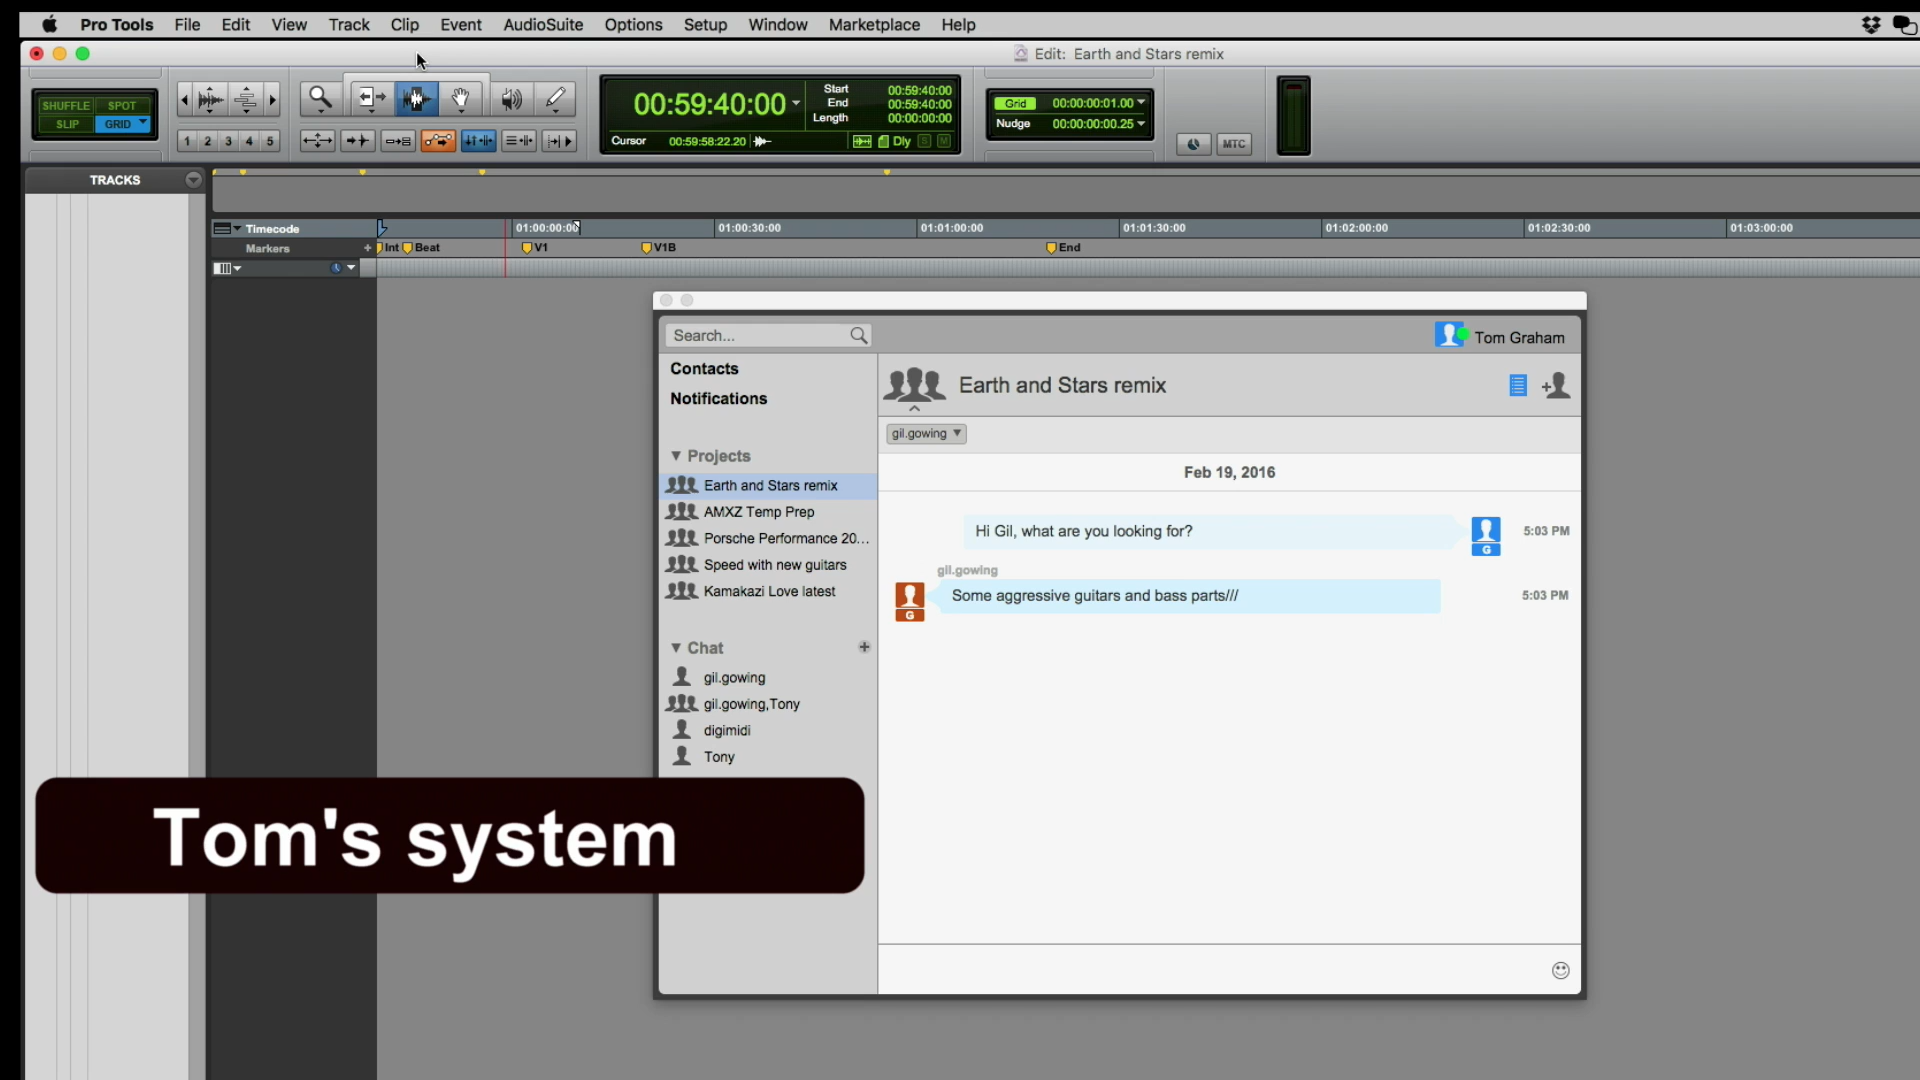 Pro Tools File Edit View Track Clip Event AudioSuite Options Setup Window Marketplace Help
Edit: Earth and Stars remix
SHUFFLE SPOT
SLIP GRID
1 2 3 4 5
00:59:40:00
Start 00:59:40:00
End 00:59:40:00
Length 00:00:00:00
Cursor 00:59:58:22.20
Dly S M
Grid 00:00:00:01.00
Nudge 00:00:00:00.25
MTC
TRACKS
Timecode 01:00:00:00 01:00:30:00 01:01:00:00 01:01:30:00 01:02:00:00 01:02:30:00 01:03:00:00
Markers + Int Beat V1 V1B End
Search...
Tom Graham
Contacts
Notifications
Projects
Earth and Stars remix
AMXZ Temp Prep
Porsche Performance 20...
Speed with new guitars
Kamakazi Love latest
Chat +
gil.gowing
gil.gowing,Tony
digimidi
Tony
Earth and Stars remix
gil.gowing
Feb 19, 2016
Hi Gil, what are you looking for?
G
5:03 PM
gil.gowing
Some aggressive guitars and bass parts///
G
5:03 PM
Tom's system